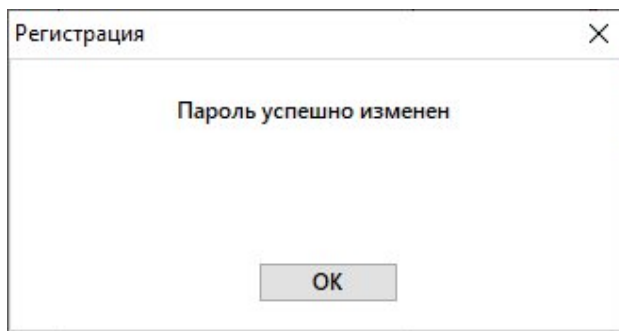 Регистрация
Пароль успешно изменен
OK